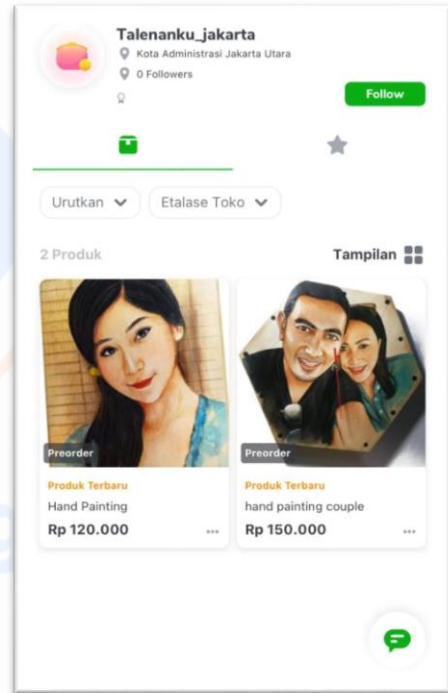 Talenanku_jakarta
Kota Administrasi Jakarta Utara
0 Followers
Follow
Urutkan
Etalase Toko
2 Produk
Tampilan
Preorder
Produk Terbaru
Hand Painting
Rp 120.000
Preorder
Produk Terbaru
hand painting couple
Rp 150.000